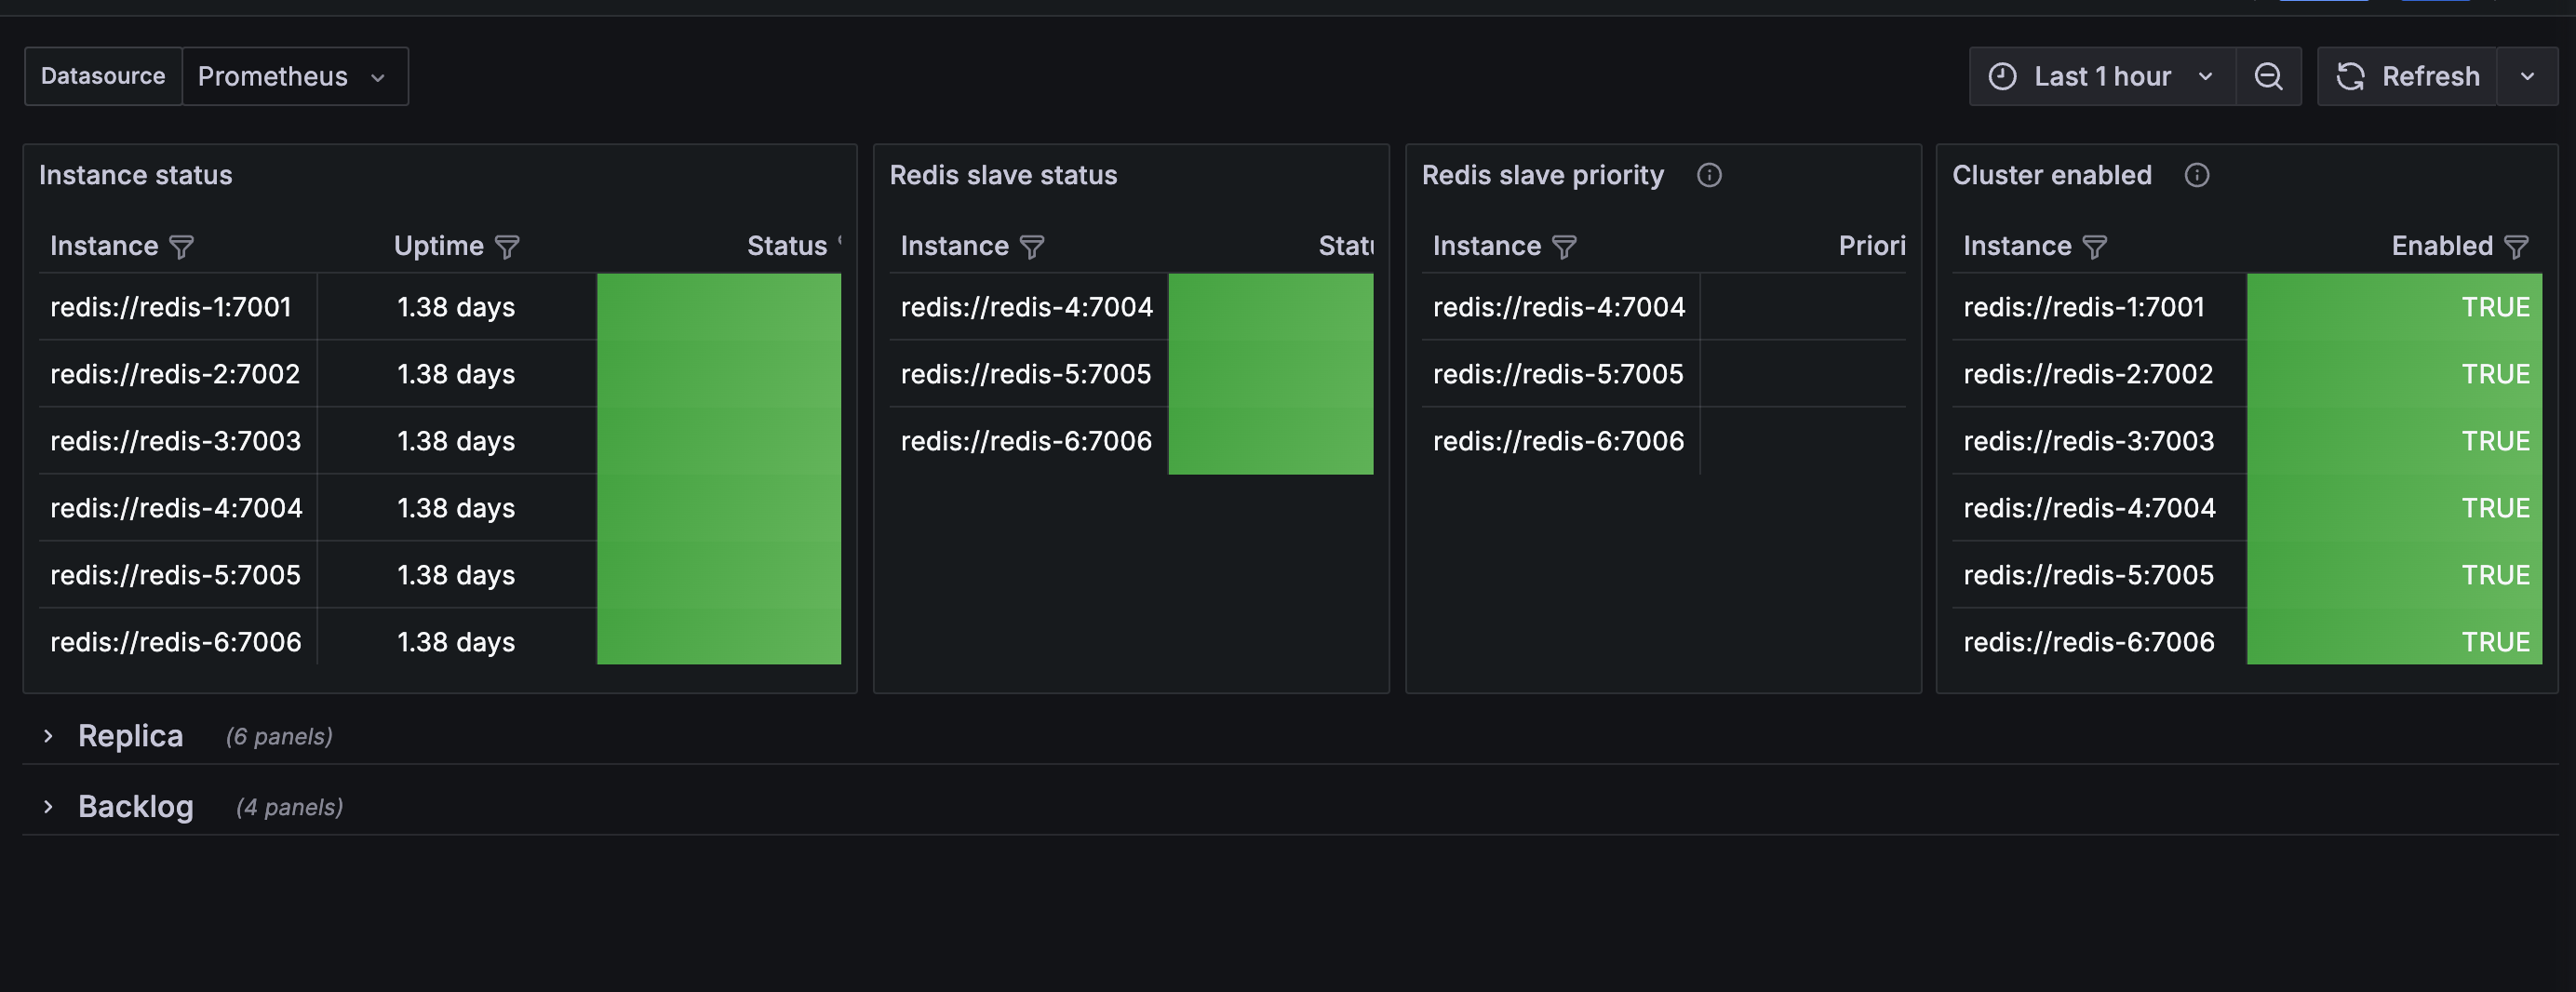 Datasource Prometheus Last 1 hour Refresh
Instance status
Instance Uptime Status
redis://redis-1:7001 1.38 days
redis://redis-2:7002 1.38 days
redis://redis-3:7003 1.38 days
redis://redis-4:7004 1.38 days
redis://redis-5:7005 1.38 days
redis://redis-6:7006 1.38 days
Redis slave status
Instance Statu
redis://redis-4:7004
redis://redis-5:7005
redis://redis-6:7006
Redis slave priority
Instance Priori
redis://redis-4:7004
redis://redis-5:7005
redis://redis-6:7006
Cluster enabled
Instance Enabled
redis://redis-1:7001 TRUE
redis://redis-2:7002 TRUE
redis://redis-3:7003 TRUE
redis://redis-4:7004 TRUE
redis://redis-5:7005 TRUE
redis://redis-6:7006 TRUE
Replica (6 panels)
Backlog (4 panels)